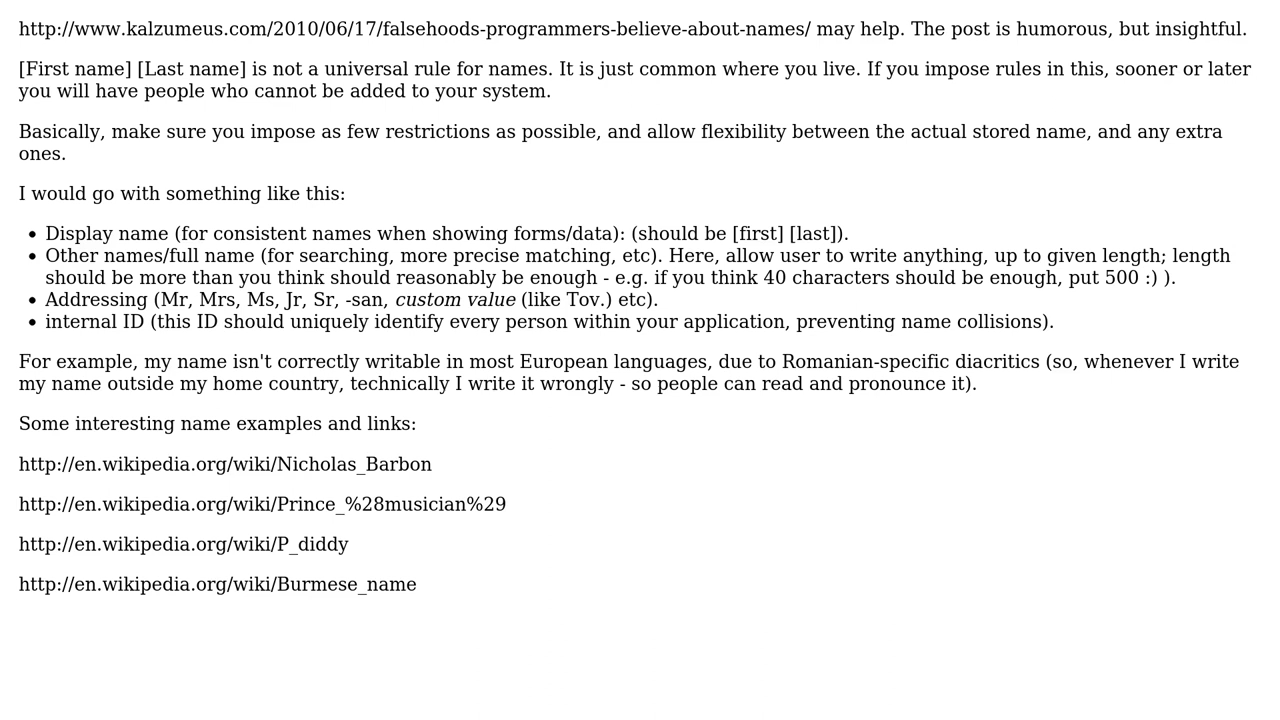 http://www.kalzumeus.com/2010/06/17/falsehoods-programmers-believe-about-names/ may help. The post is humorous, but insightful.
[First name] [Last name] is not a universal rule for names. It is just common where you live. If you impose rules in this, sooner or later
you will have people who cannot be added to your system.
Basically, make sure you impose as few restrictions as possible, and allow flexibility between the actual stored name, and any extra
ones.
I would go with something like this:
• Display name (for consistent names when showing forms/data): (should be [first] [last]).
• Other names/full name (for searching, more precise matching, etc). Here, allow user to write anything, up to given length; length
should be more than you think should reasonably be enough - e.g. if you think 40 characters should be enough, put 500 :) ).
• Addressing (Mr, Mrs, Ms, Jr, Sr, -san, custom value (like Tov.) etc).
• internal ID (this ID should uniquely identify every person within your application, preventing name collisions).
For example, my name isn't correctly writable in most European languages, due to Romanian-specific diacritics (so, whenever I write
my name outside my home country, technically I write it wrongly - so people can read and pronounce it).
Some interesting name examples and links:
http://en.wikipedia.org/wiki/Nicholas_Barbon
http://en.wikipedia.org/wiki/Prince_%28musician%29
http://en.wikipedia.org/wiki/P_diddy
http://en.wikipedia.org/wiki/Burmese_name